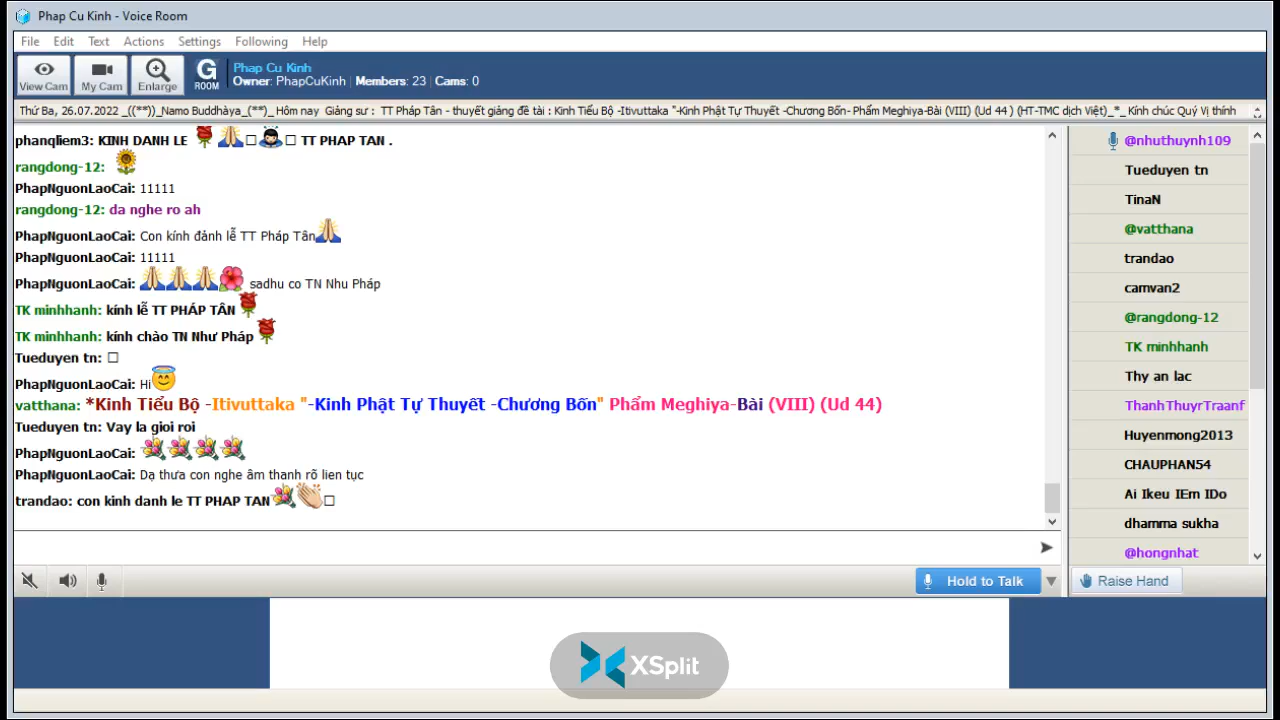 Phap Cu Kinh - Voice Room
File Edit Text Actions Settings Following Help
View Cam My Cam Enlarge G ROOM
Phap Cu Kinh
Owner: PhapCuKinh | Members: 23 | Cams: 0
Thứ Ba, 26.07.2022 _((**))_Namo Buddhàya_(**)_ Hôm nay Giảng sư : TT Pháp Tân - thuyết giảng đề tài : Kinh Tiểu Bộ -Itivuttaka "-Kinh Phật Tự Thuyết -Chương Bốn- Phẩm Meghiya-Bài (VIII) (Ud 44 ) (HT-TMC dịch Việt)_*_ Kính chúc Quý Vị thính
phanqliem3: KINH DANH LE TT PHAP TAN .
rangdong-12:
PhapNguonLaoCai: 11111
rangdong-12: da nghe ro ah
PhapNguonLaoCai: Con kính đảnh lễ TT Pháp Tân
PhapNguonLaoCai: 11111
PhapNguonLaoCai: sadhu co TN Nhu Pháp
TK minhhanh: kính lễ TT PHÁP TÂN
TK minhhanh: kính chào TN Như Pháp
Tueduyen tn:
PhapNguonLaoCai: Hi
vatthana: *Kinh Tiểu Bộ -Itivuttaka "-Kinh Phật Tự Thuyết -Chương Bốn" Phẩm Meghiya-Bài (VIII) (Ud 44)
Tueduyen tn: Vay la gioi roi
PhapNguonLaoCai:
PhapNguonLaoCai: Dạ thưa con nghe âm thanh rõ lien tục
trandao: con kinh danh le TT PHAP TAN
@nhuthuynh109
Tueduyen tn
TinaN
@vatthana
trandao
camvan2
@rangdong-12
TK minhhanh
Thy an lac
ThanhThuyrTraanf
Huyenmong2013
CHAUPHAN54
Ai Ikeu IEm IDo
dhamma sukha
@hongnhat
Hold to Talk
Raise Hand
XSplit